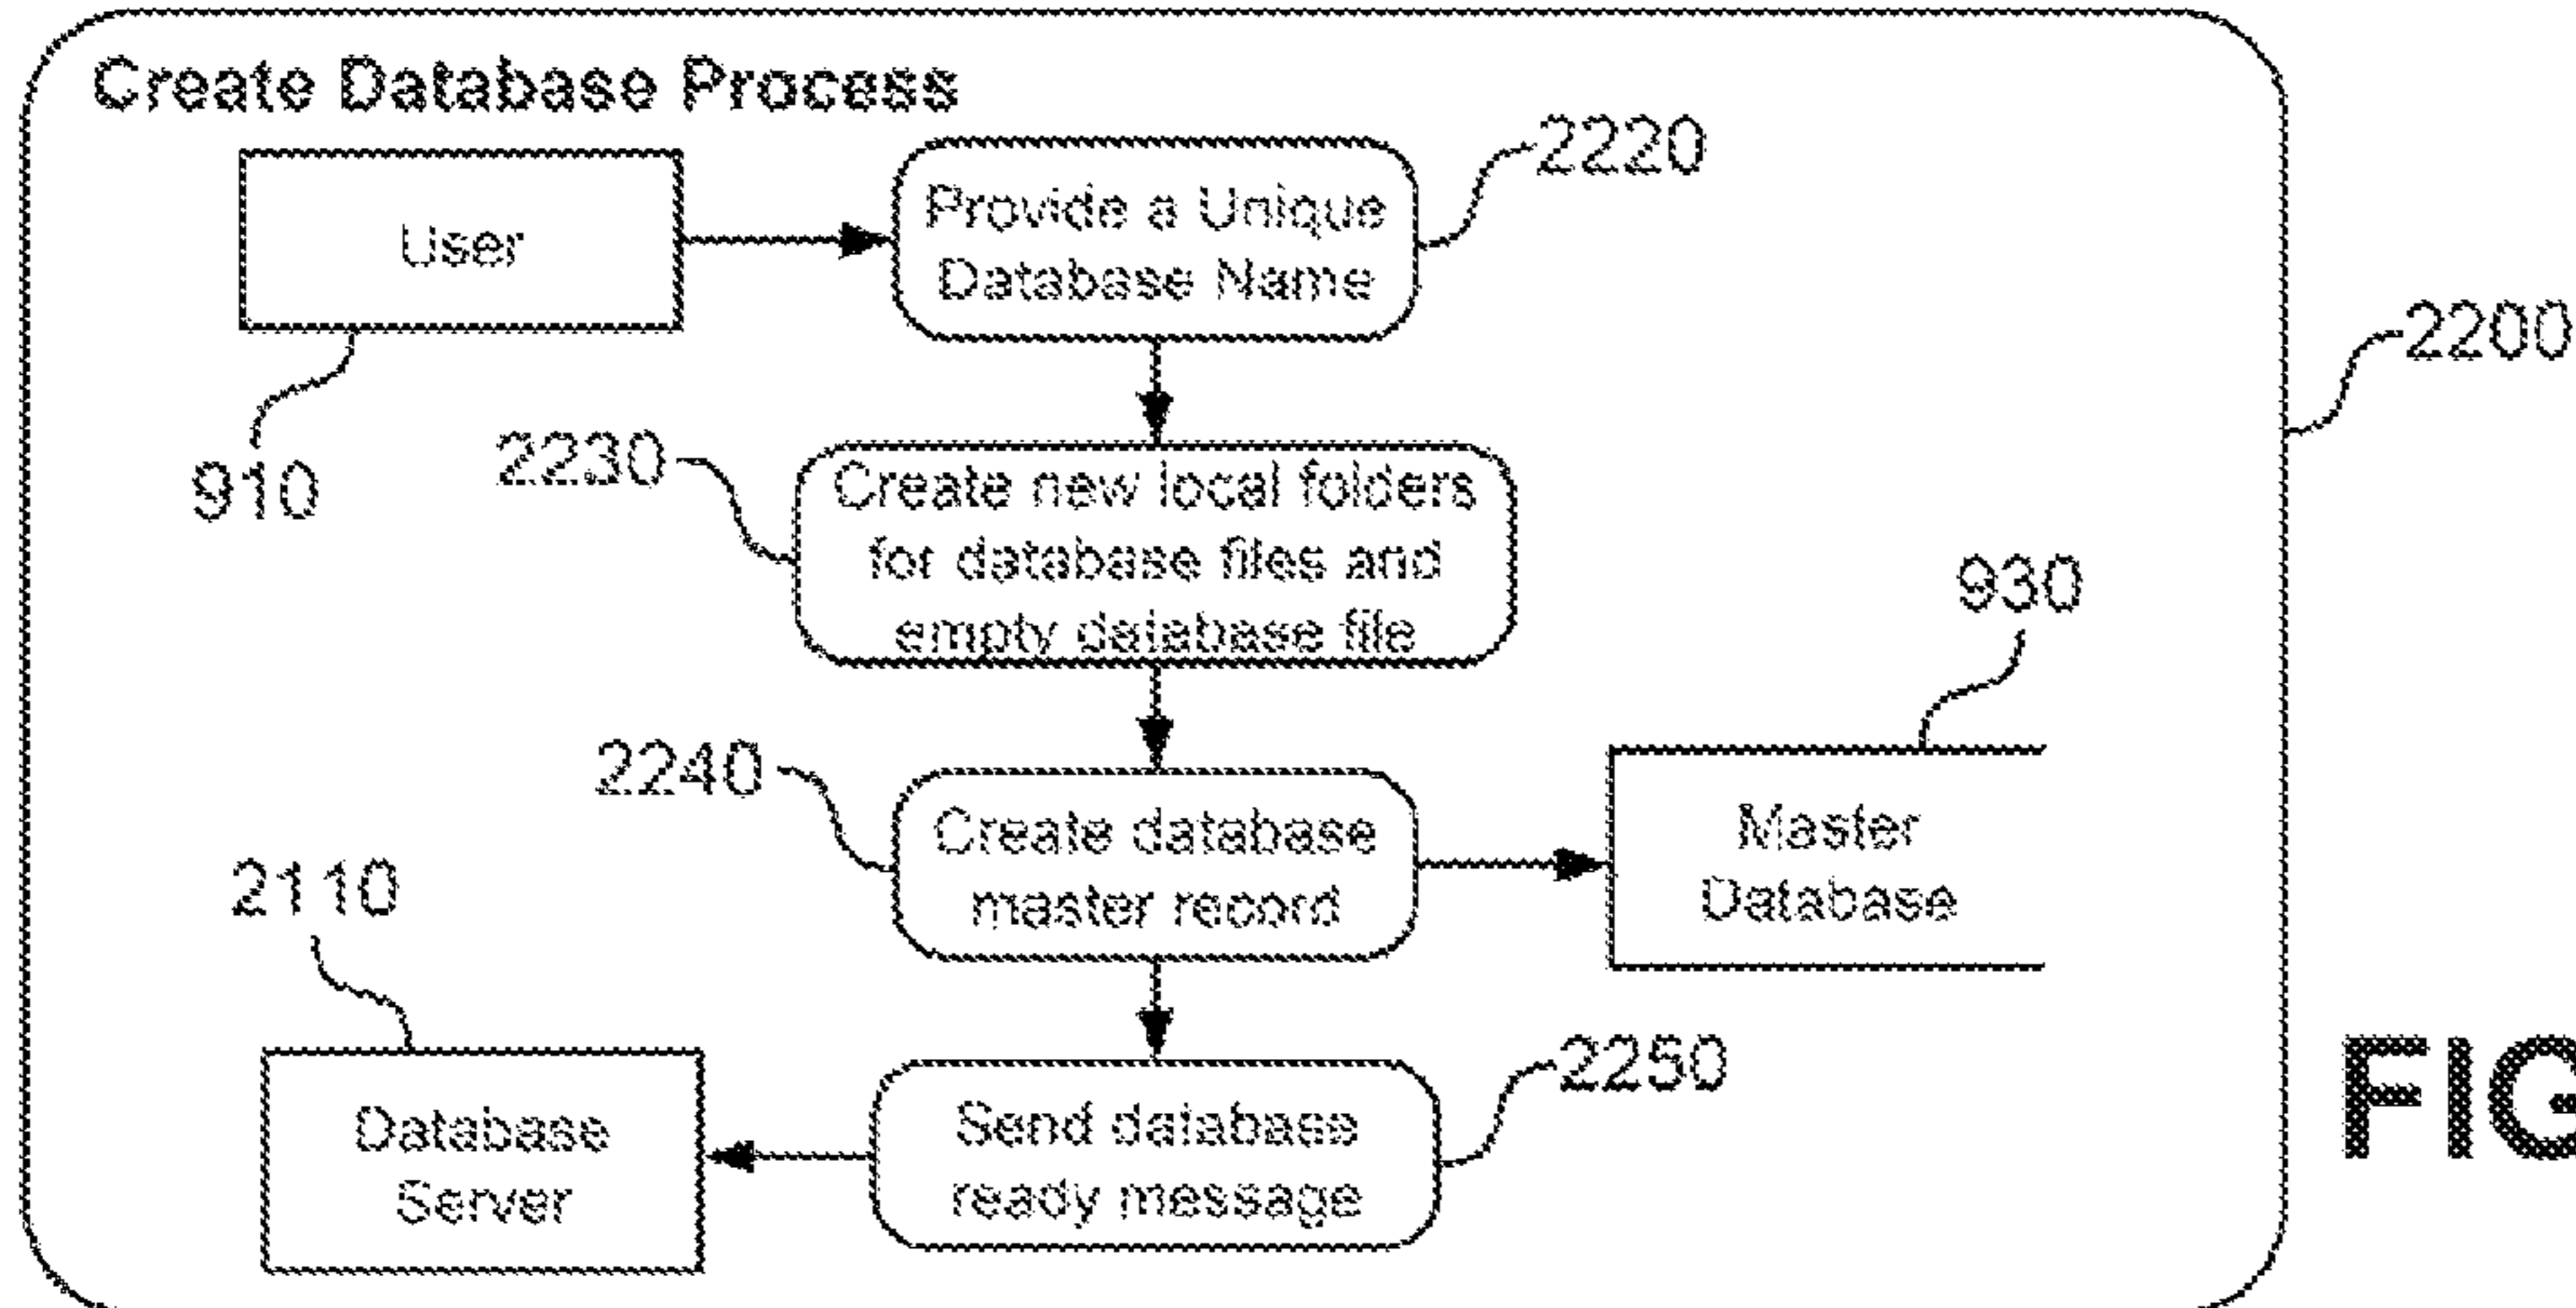 Create Database Process
2220
User
Provide a Unique
Database Name
2200
910
2230
Create new local folders
for database files and
empty database file
930
2240
Create database
master record
Master
Database
2110
2250
Database
Server
Send database
ready message
FIG